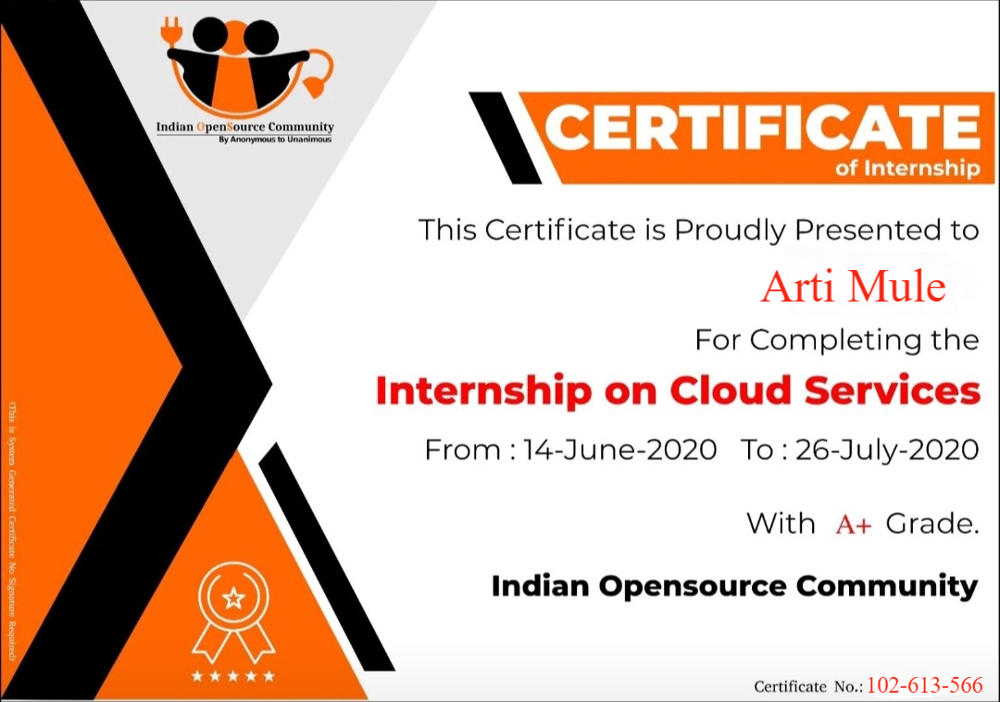 Indian OpenSource Community
By Anonymous to Unanimous
CERTIFICATE
of Internship
This Certificate is Proudly Presented to
Arti Mule
For Completing the
Internship on Cloud Services
From : 14-June-2020 To : 26-July-2020
With A+ Grade.
Indian Opensource Community
Certificate No.: 102-613-566
(This is System Generated Certificate No Signature Required)